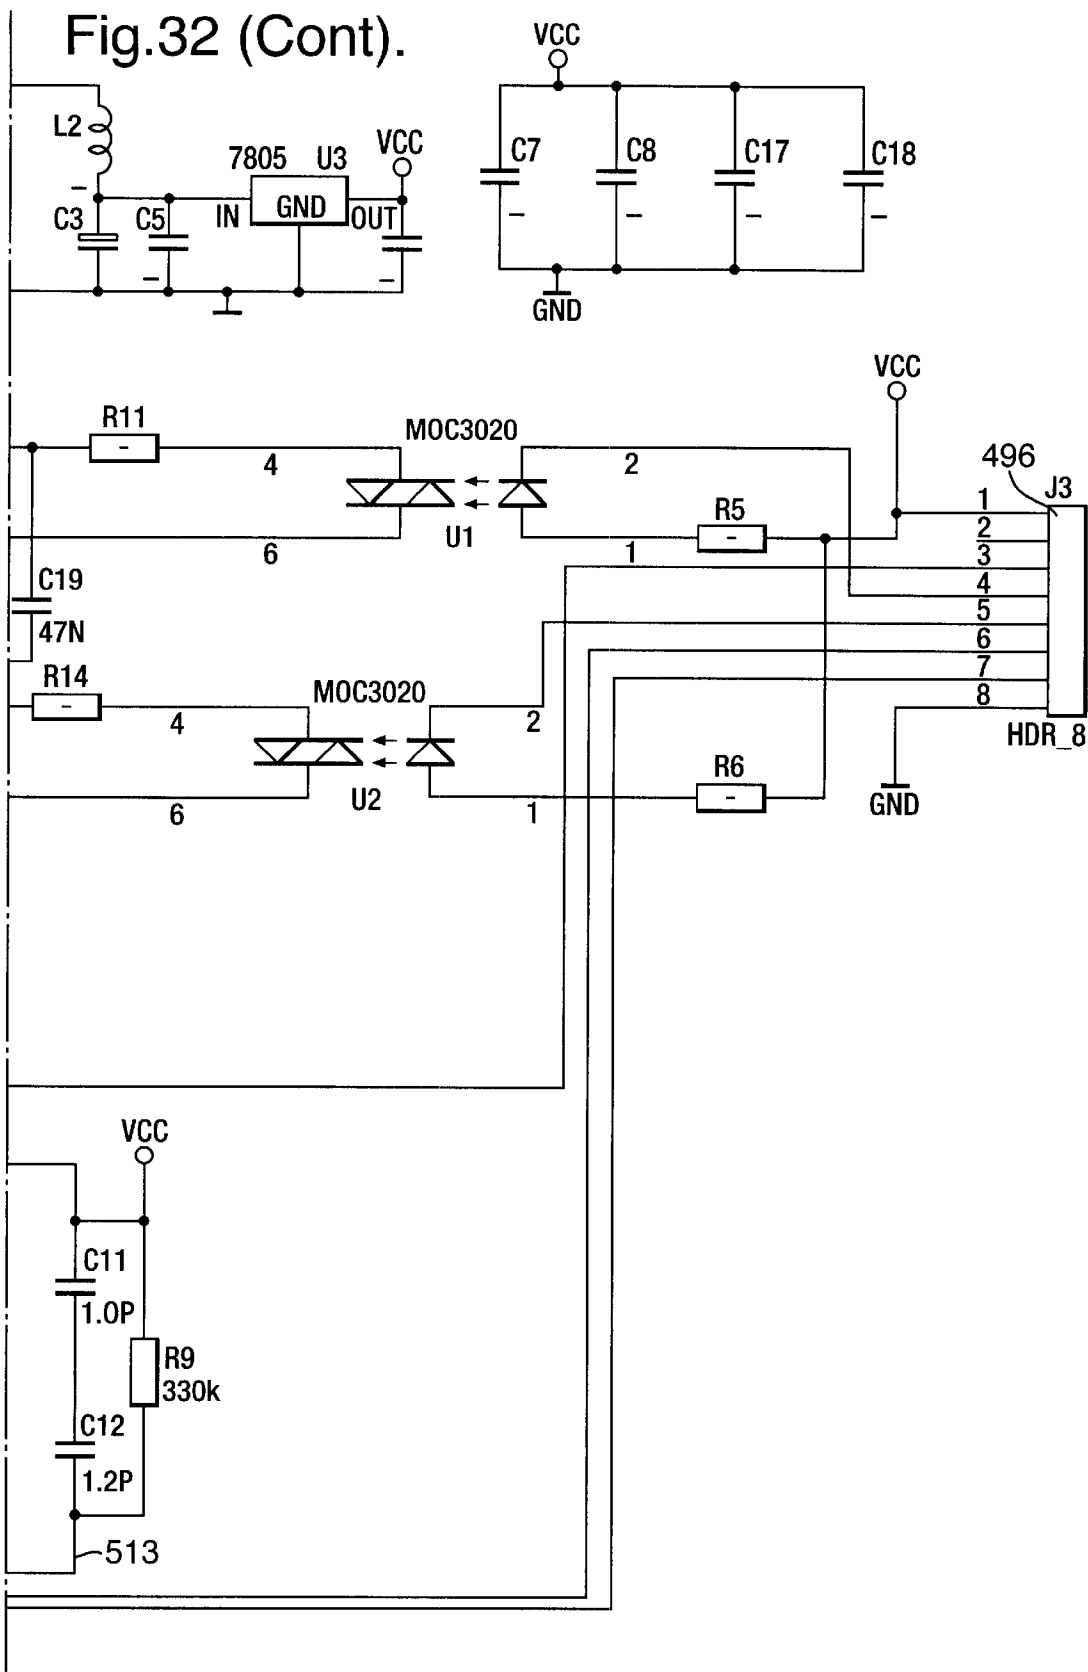 Fig.32 (Cont).
VCC
L2
C7
C8
C17
C18
7805 U3
VCC
C3
C5
IN
GND
OUT
GND
VCC
R11
MOC3020
4
2
496
J3
R5
1
2
3
4
5
6
7
8
U1
6
1
C19
47N
R14
MOC3020
4
2
HDR_8
R6
GND
U2
6
1
VCC
C11
1.0P
R9
330k
C12
1.2P
513